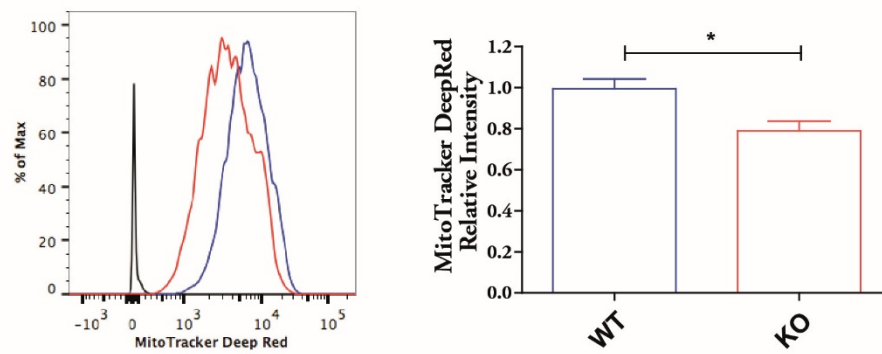 100
80
60
40
20
0
% of Max
-10³ 0 10³ 10⁴ 10⁵
MitoTracker Deep Red
MitoTracker DeepRed
Relative Intensity
1.2
1.0
0.8
0.6
0.4
0.2
0.0
*
WT
KO